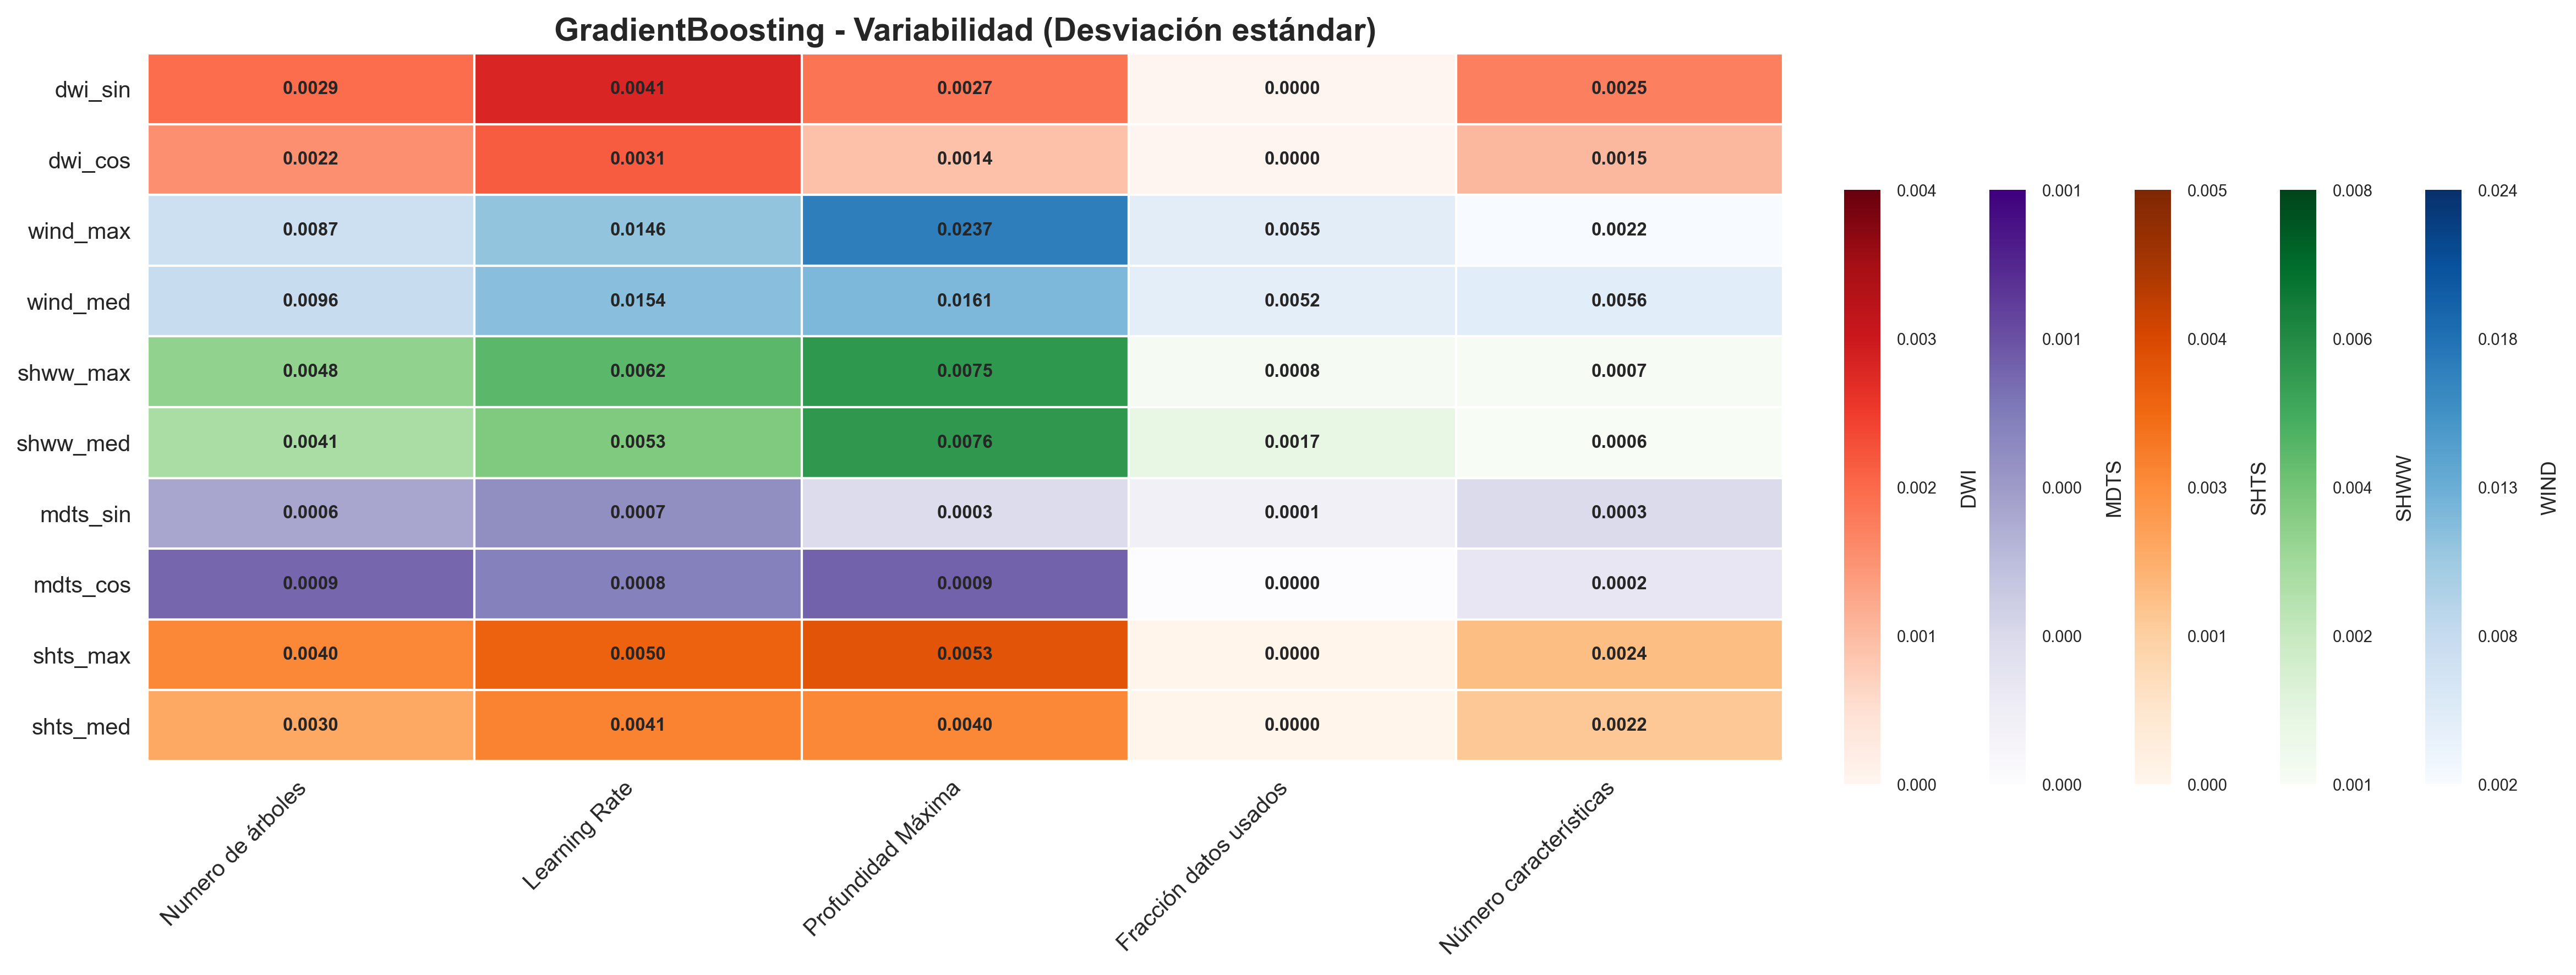 GradientBoosting - Variabilidad (Desviación estándar)
dwi_sin 0.0029 0.0041 0.0027 0.0000 0.0025
dwi_cos 0.0022 0.0031 0.0014 0.0000 0.0015
wind_max 0.0087 0.0146 0.0237 0.0055 0.0022
wind_med 0.0096 0.0154 0.0161 0.0052 0.0056
shww_max 0.0048 0.0062 0.0075 0.0008 0.0007
shww_med 0.0041 0.0053 0.0076 0.0017 0.0006
mdts_sin 0.0006 0.0007 0.0003 0.0001 0.0003
mdts_cos 0.0009 0.0008 0.0009 0.0000 0.0002
shts_max 0.0040 0.0050 0.0053 0.0000 0.0024
shts_med 0.0030 0.0041 0.0040 0.0000 0.0022
Numero de árboles
Learning Rate
Profundidad Máxima
Fracción datos usados
Número características
0.004
0.003
0.002
0.001
0.000
DWI
0.001
0.001
0.000
0.000
0.000
MDTS
0.005
0.004
0.003
0.001
0.000
SHTS
0.008
0.006
0.004
0.002
0.001
SHWW
0.024
0.018
0.013
0.008
0.002
WIND